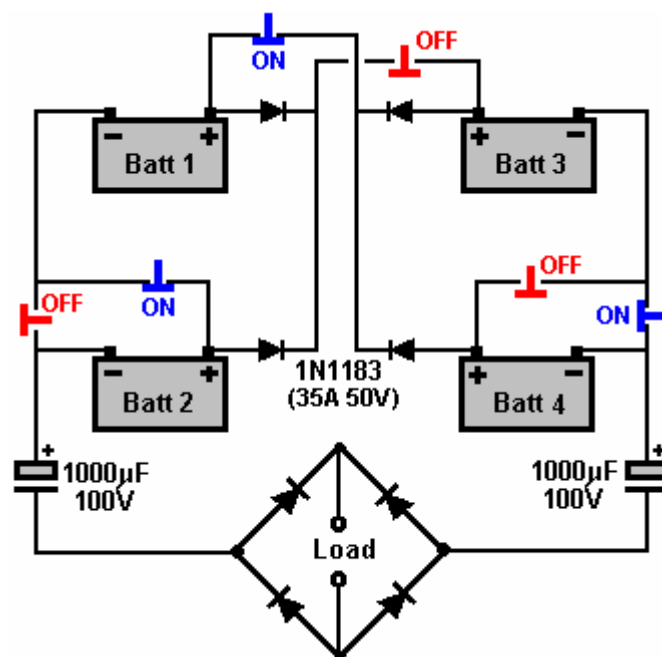 OFF
ON
- +
Batt 1
+ -
Batt 3
OFF
ON
OFF
ON
- +
Batt 2
1N1183
(35A 50V)
+ -
Batt 4
+
1000µF
100V
+
1000µF
100V
Load